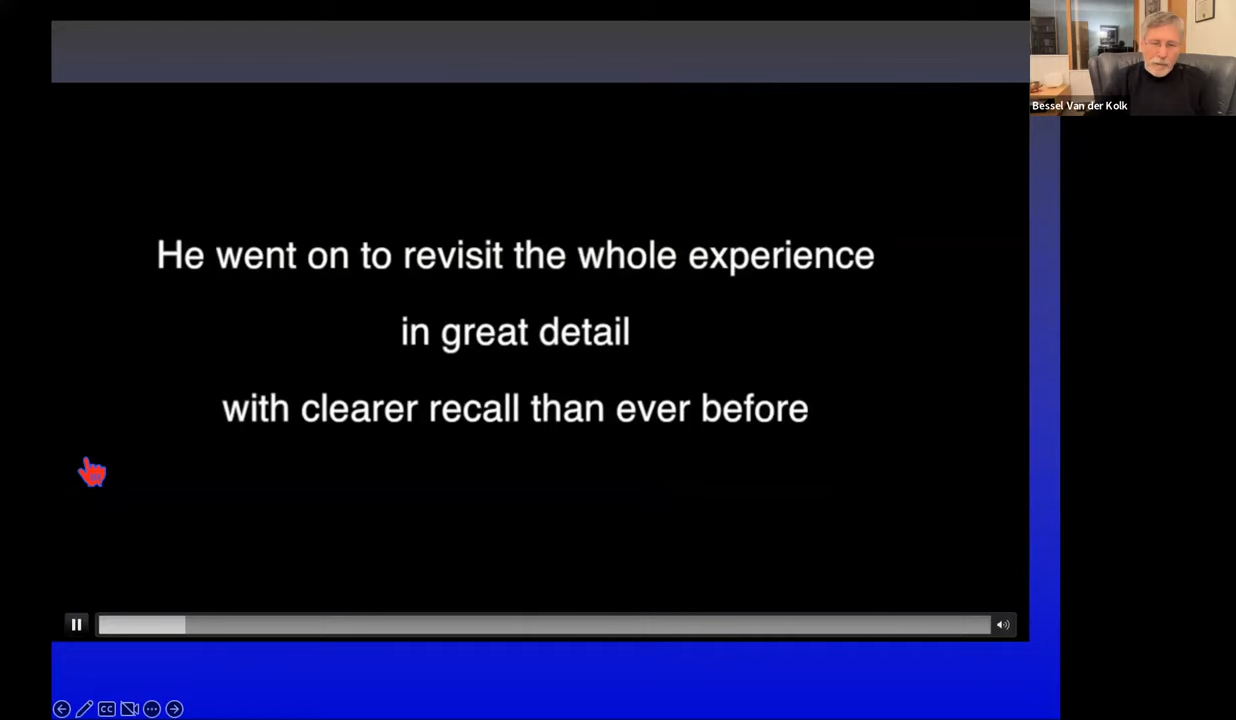 Bessel Van der Kolk
He went on to revisit the whole experience
in great detail
with clearer recall than ever before
CC